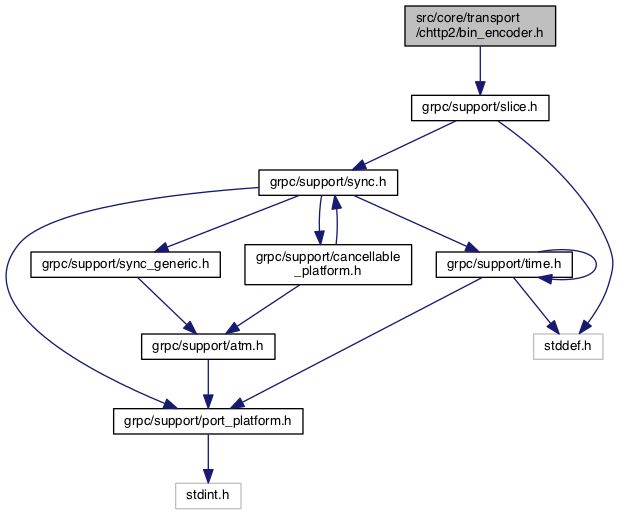 src/core/transport
/chttp2/bin_encoder.h
grpc/support/slice.h
grpc/support/sync.h
grpc/support/sync_generic.h
grpc/support/cancellable
_platform.h
grpc/support/time.h
grpc/support/atm.h
stddef.h
grpc/support/port_platform.h
stdint.h